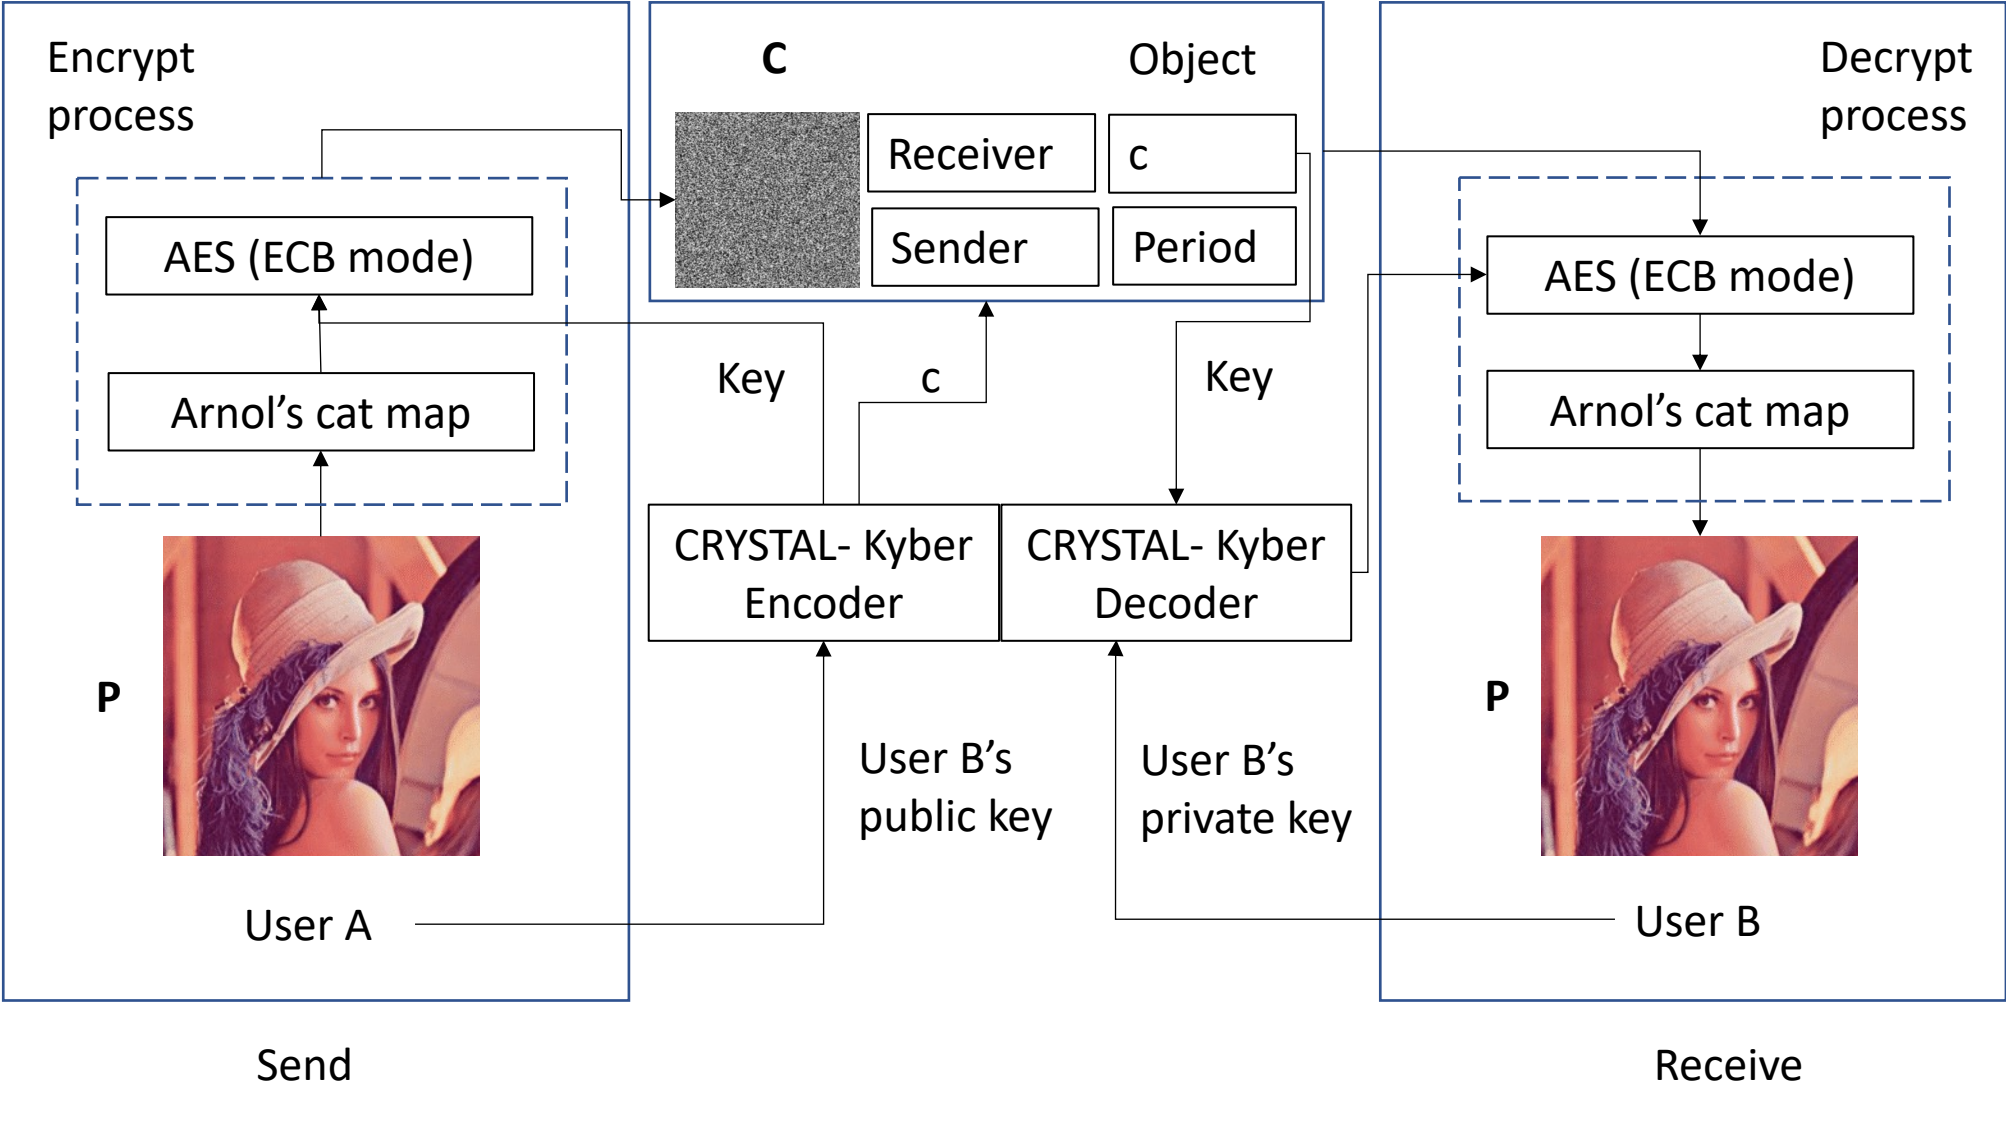 Encrypt
process
AES (ECB mode)
Arnol’s cat map
P
User A
Send
C
Object
Receiver
c
Sender
Period
Key
c
Key
CRYSTAL- Kyber
Encoder
CRYSTAL- Kyber
Decoder
User B’s
public key
User B’s
private key
Decrypt
process
AES (ECB mode)
Arnol’s cat map
P
User B
Receive